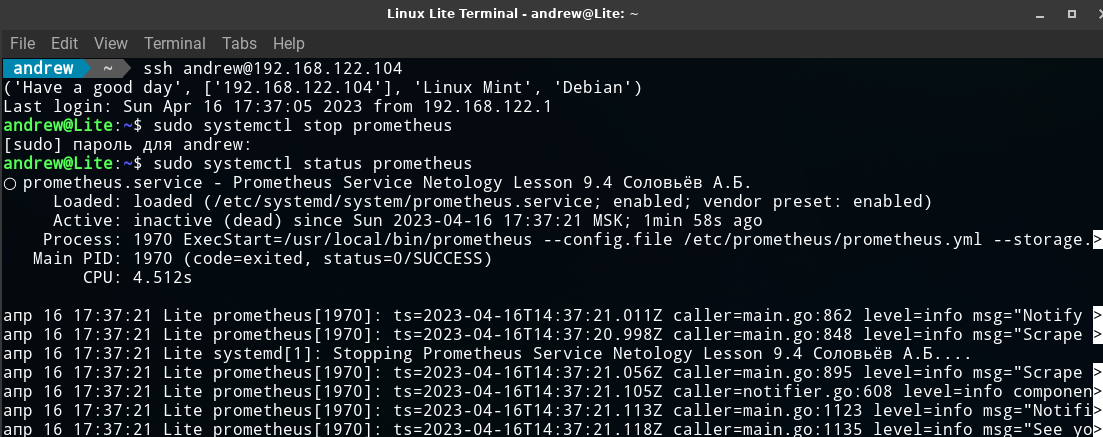 Linux Lite Terminal - andrew@Lite: ~
File Edit View Terminal Tabs Help
andrew ~ ssh andrew@192.168.122.104
('Have a good day', ['192.168.122.104'], 'Linux Mint', 'Debian')
Last login: Sun Apr 16 17:37:05 2023 from 192.168.122.1
andrew@Lite:~$ sudo systemctl stop prometheus
[sudo] пароль для andrew:
andrew@Lite:~$ sudo systemctl status prometheus
○ prometheus.service - Prometheus Service Netology Lesson 9.4 Соловьёв А.Б.
Loaded: loaded (/etc/systemd/system/prometheus.service; enabled; vendor preset: enabled)
Active: inactive (dead) since Sun 2023-04-16 17:37:21 MSK; 1min 58s ago
Process: 1970 ExecStart=/usr/local/bin/prometheus --config.file /etc/prometheus/prometheus.yml --storage.>
Main PID: 1970 (code=exited, status=0/SUCCESS)
CPU: 4.512s
апр 16 17:37:21 Lite prometheus[1970]: ts=2023-04-16T14:37:21.011Z caller=main.go:862 level=info msg="Notify >
апр 16 17:37:21 Lite prometheus[1970]: ts=2023-04-16T14:37:20.998Z caller=main.go:848 level=info msg="Scrape >
апр 16 17:37:21 Lite systemd[1]: Stopping Prometheus Service Netology Lesson 9.4 Соловьёв А.Б....
апр 16 17:37:21 Lite prometheus[1970]: ts=2023-04-16T14:37:21.056Z caller=main.go:895 level=info msg="Scrape >
апр 16 17:37:21 Lite prometheus[1970]: ts=2023-04-16T14:37:21.105Z caller=notifier.go:608 level=info componen>
апр 16 17:37:21 Lite prometheus[1970]: ts=2023-04-16T14:37:21.113Z caller=main.go:1123 level=info msg="Notifi>
апр 16 17:37:21 Lite prometheus[1970]: ts=2023-04-16T14:37:21.118Z caller=main.go:1135 level=info msg="See yo>